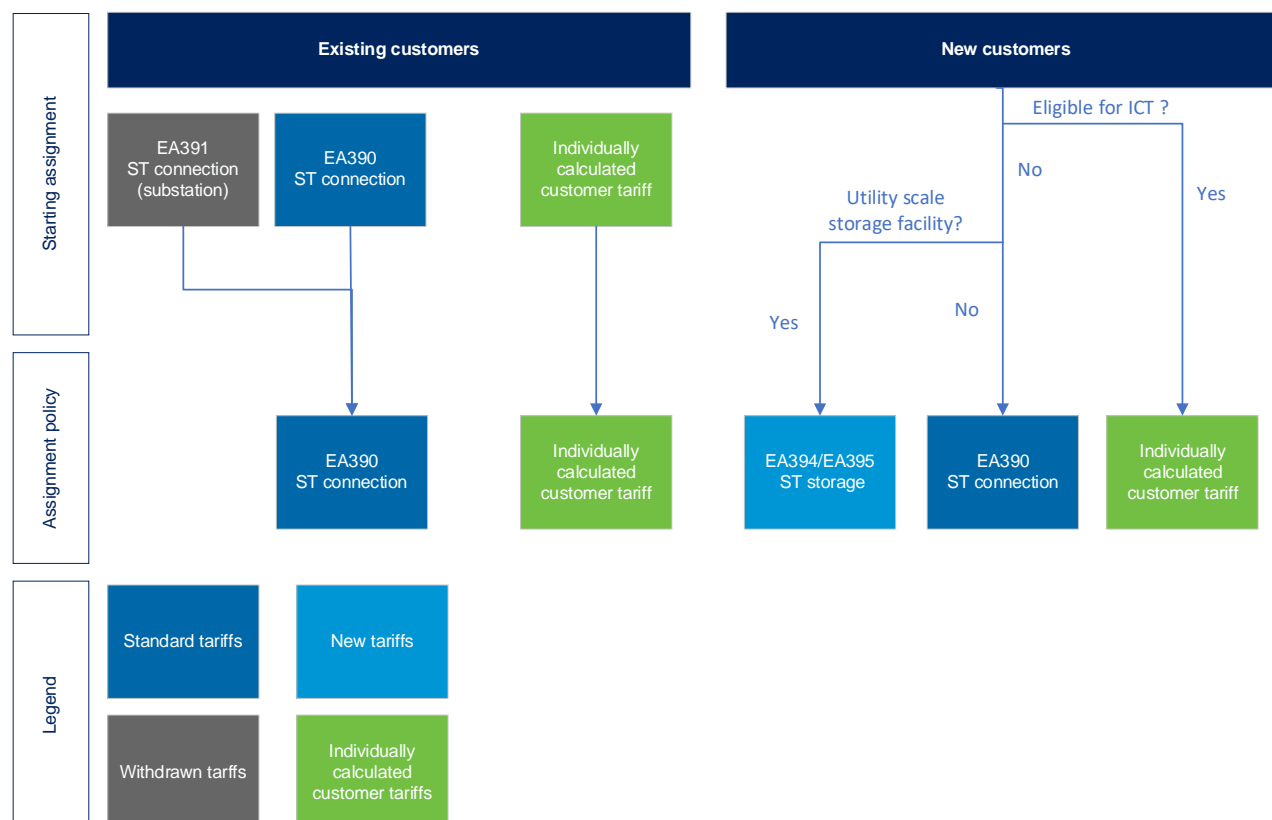 Existing customers
New customers
Starting assignment
EA391
ST connection
(substation)
EA390
ST connection
Individually
calculated
customer tariff
Eligible for ICT ?
No
Yes
Utility scale
storage facility?
Yes
No
Assignment policy
EA390
ST connection
Individually
calculated
customer tariff
EA394/EA395
ST storage
EA390
ST connection
Individually
calculated
customer tariff
Legend
Standard tariffs
New tariffs
Withdrawn tarffs
Individually
calculated
customer tariffs